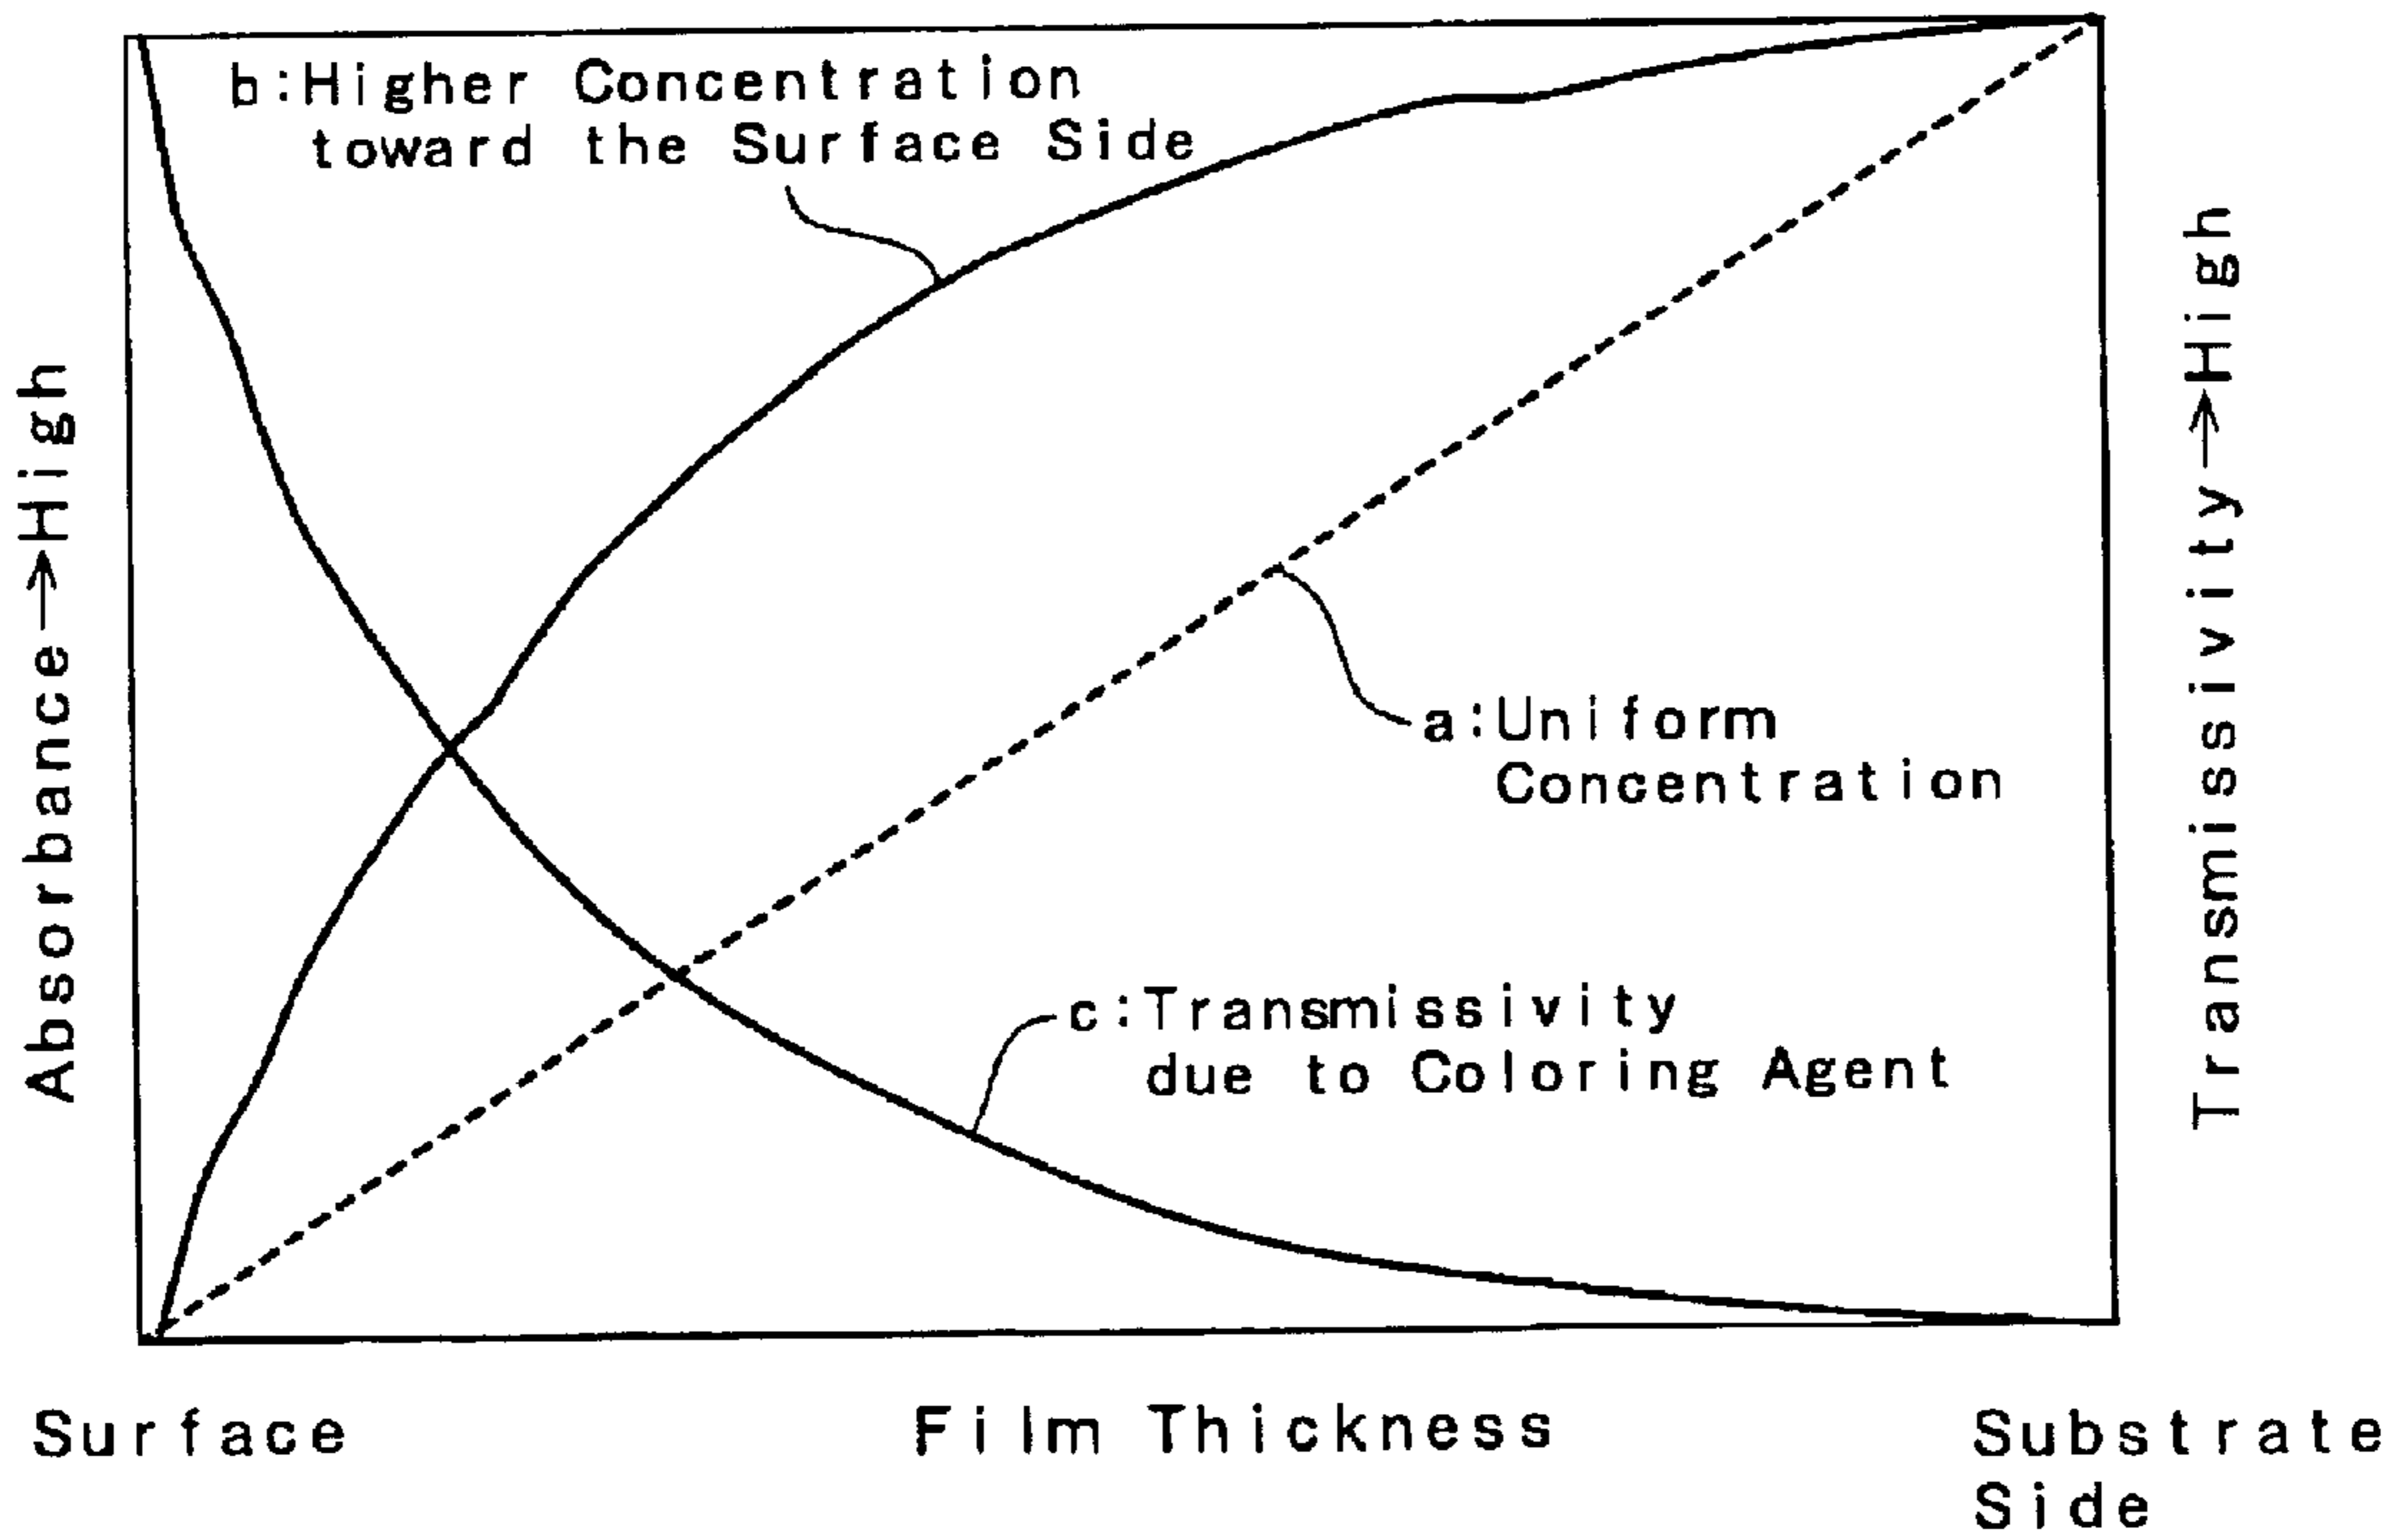 b:Higher Concentration
toward the Surface Side
Absorbance→High
Transmissivity→High
a:Uniform
Concentration
c:Transmissivity
due to Coloring Agent
Surface
Film Thickness
Substrate
Side